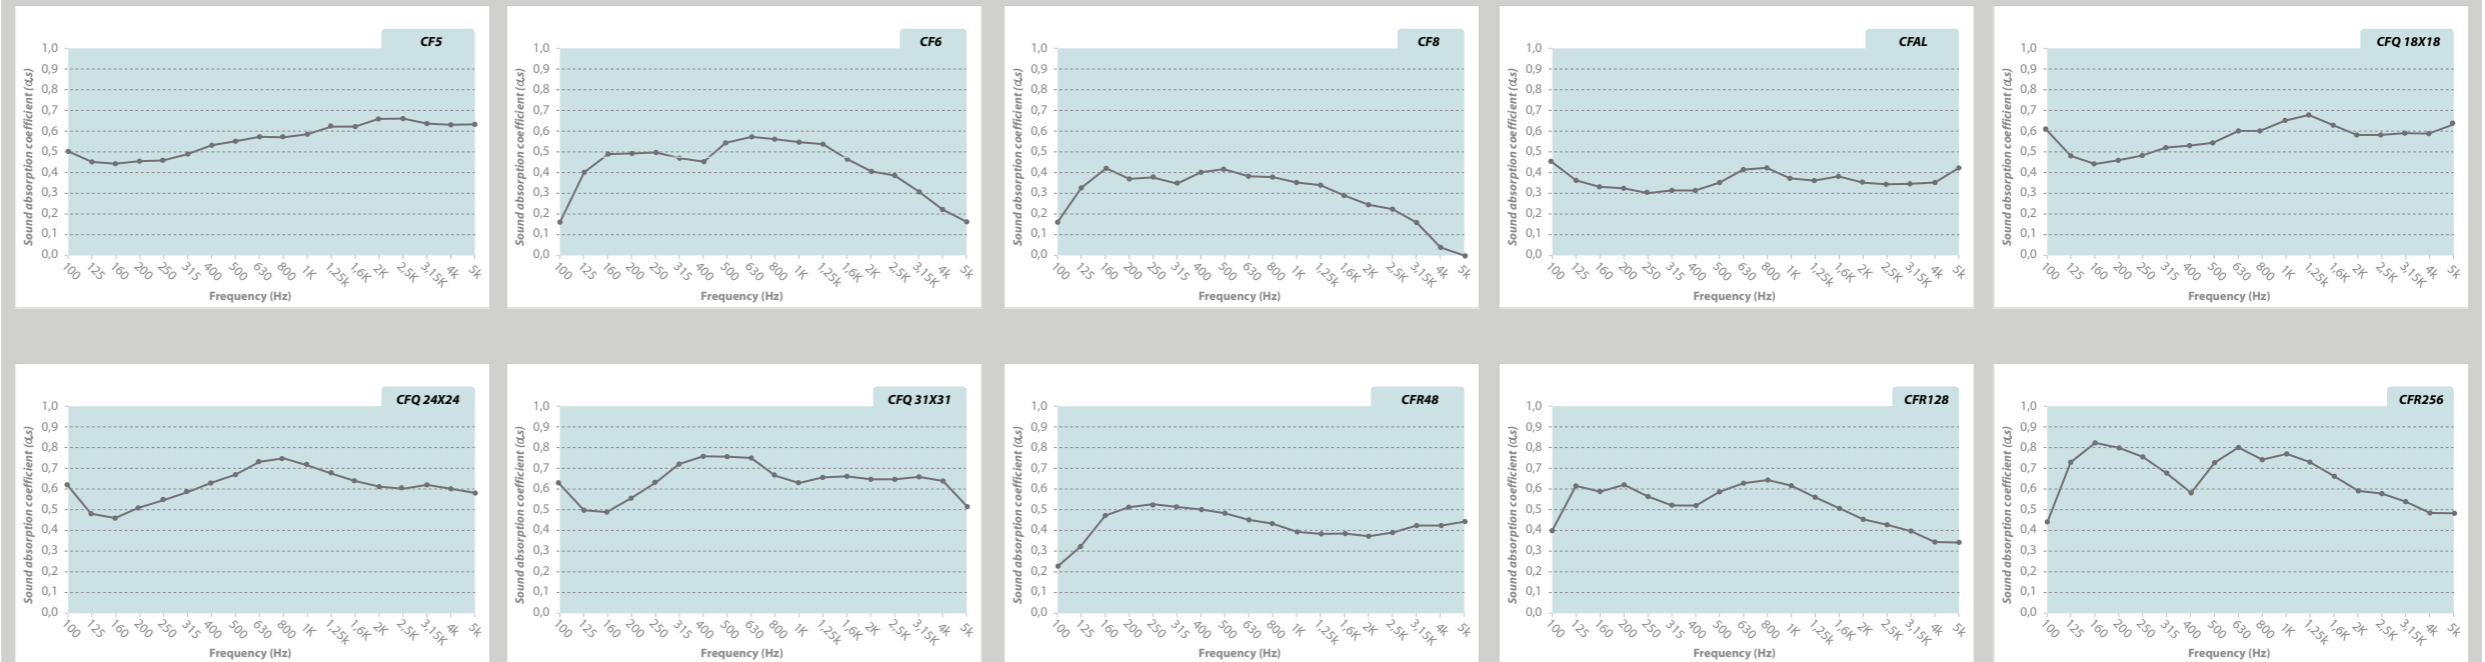 CF5
1,0
0,9
0,8
0,7
0,6
0,5
0,4
0,3
0,2
0,1
0,0
Sound absorption coefficient (α,s)
100 125 160 200 250 315 400 500 630 800 1K 1,25k 1,6K 2K 2,5K 3,15K 4k 5k
Frequency (Hz)
CF6
1,0
0,9
0,8
0,7
0,6
0,5
0,4
0,3
0,2
0,1
0,0
Sound absorption coefficient (α,s)
100 125 160 200 250 315 400 500 630 800 1K 1,25k 1,6K 2K 2,5K 3,15K 4k 5k
Frequency (Hz)
CF8
1,0
0,9
0,8
0,7
0,6
0,5
0,4
0,3
0,2
0,1
0,0
Sound absorption coefficient (α,s)
100 125 160 200 250 315 400 500 630 800 1K 1,25k 1,6K 2K 2,5K 3,15K 4k 5k
Frequency (Hz)
CFAL
1,0
0,9
0,8
0,7
0,6
0,5
0,4
0,3
0,2
0,1
0,0
Sound absorption coefficient (α,s)
100 125 160 200 250 315 400 500 630 800 1K 1,25k 1,6K 2K 2,5K 3,15K 4k 5k
Frequency (Hz)
CFQ 18X18
1,0
0,9
0,8
0,7
0,6
0,5
0,4
0,3
0,2
0,1
0,0
Sound absorption coefficient (α,s)
100 125 160 200 250 315 400 500 630 800 1K 1,25k 1,6K 2K 2,5K 3,15K 4k 5k
Frequency (Hz)
CFQ 24X24
1,0
0,9
0,8
0,7
0,6
0,5
0,4
0,3
0,2
0,1
0,0
Sound absorption coefficient (α,s)
100 125 160 200 250 315 400 500 630 800 1K 1,25k 1,6K 2K 2,5K 3,15K 4k 5k
Frequency (Hz)
CFQ 31X31
1,0
0,9
0,8
0,7
0,6
0,5
0,4
0,3
0,2
0,1
0,0
Sound absorption coefficient (α,s)
100 125 160 200 250 315 400 500 630 800 1K 1,25k 1,6K 2K 2,5K 3,15K 4k 5k
Frequency (Hz)
CFR48
1,0
0,9
0,8
0,7
0,6
0,5
0,4
0,3
0,2
0,1
0,0
Sound absorption coefficient (α,s)
100 125 160 200 250 315 400 500 630 800 1K 1,25k 1,6K 2K 2,5K 3,15K 4k 5k
Frequency (Hz)
CFR128
1,0
0,9
0,8
0,7
0,6
0,5
0,4
0,3
0,2
0,1
0,0
Sound absorption coefficient (α,s)
100 125 160 200 250 315 400 500 630 800 1K 1,25k 1,6K 2K 2,5K 3,15K 4k 5k
Frequency (Hz)
CFR256
1,0
0,9
0,8
0,7
0,6
0,5
0,4
0,3
0,2
0,1
0,0
Sound absorption coefficient (α,s)
100 125 160 200 250 315 400 500 630 800 1K 1,25k 1,6K 2K 2,5K 3,15K 4k 5k
Frequency (Hz)